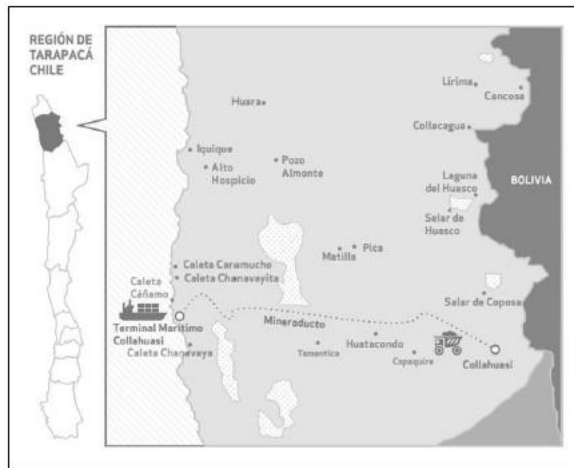 REGIÓN DE
TARAPACÁ
CHILE
Lirima
Cancosa
Huara
Collacagua
Iquique
Alto
Hospicio
Pozo
Almonte
Laguna
del Huasco
BOLIVIA
Salar de
Huasco
Pica
Matilla
Caleta Caramucho
Caleta Chanavayita
Caleta
Cáñamo
Salar de Coposa
Terminal Marítimo
Collahuasi
Mineroducto
Caleta Chanavaya
Tamentica
Huatacondo
Copaquire
Collahuasi